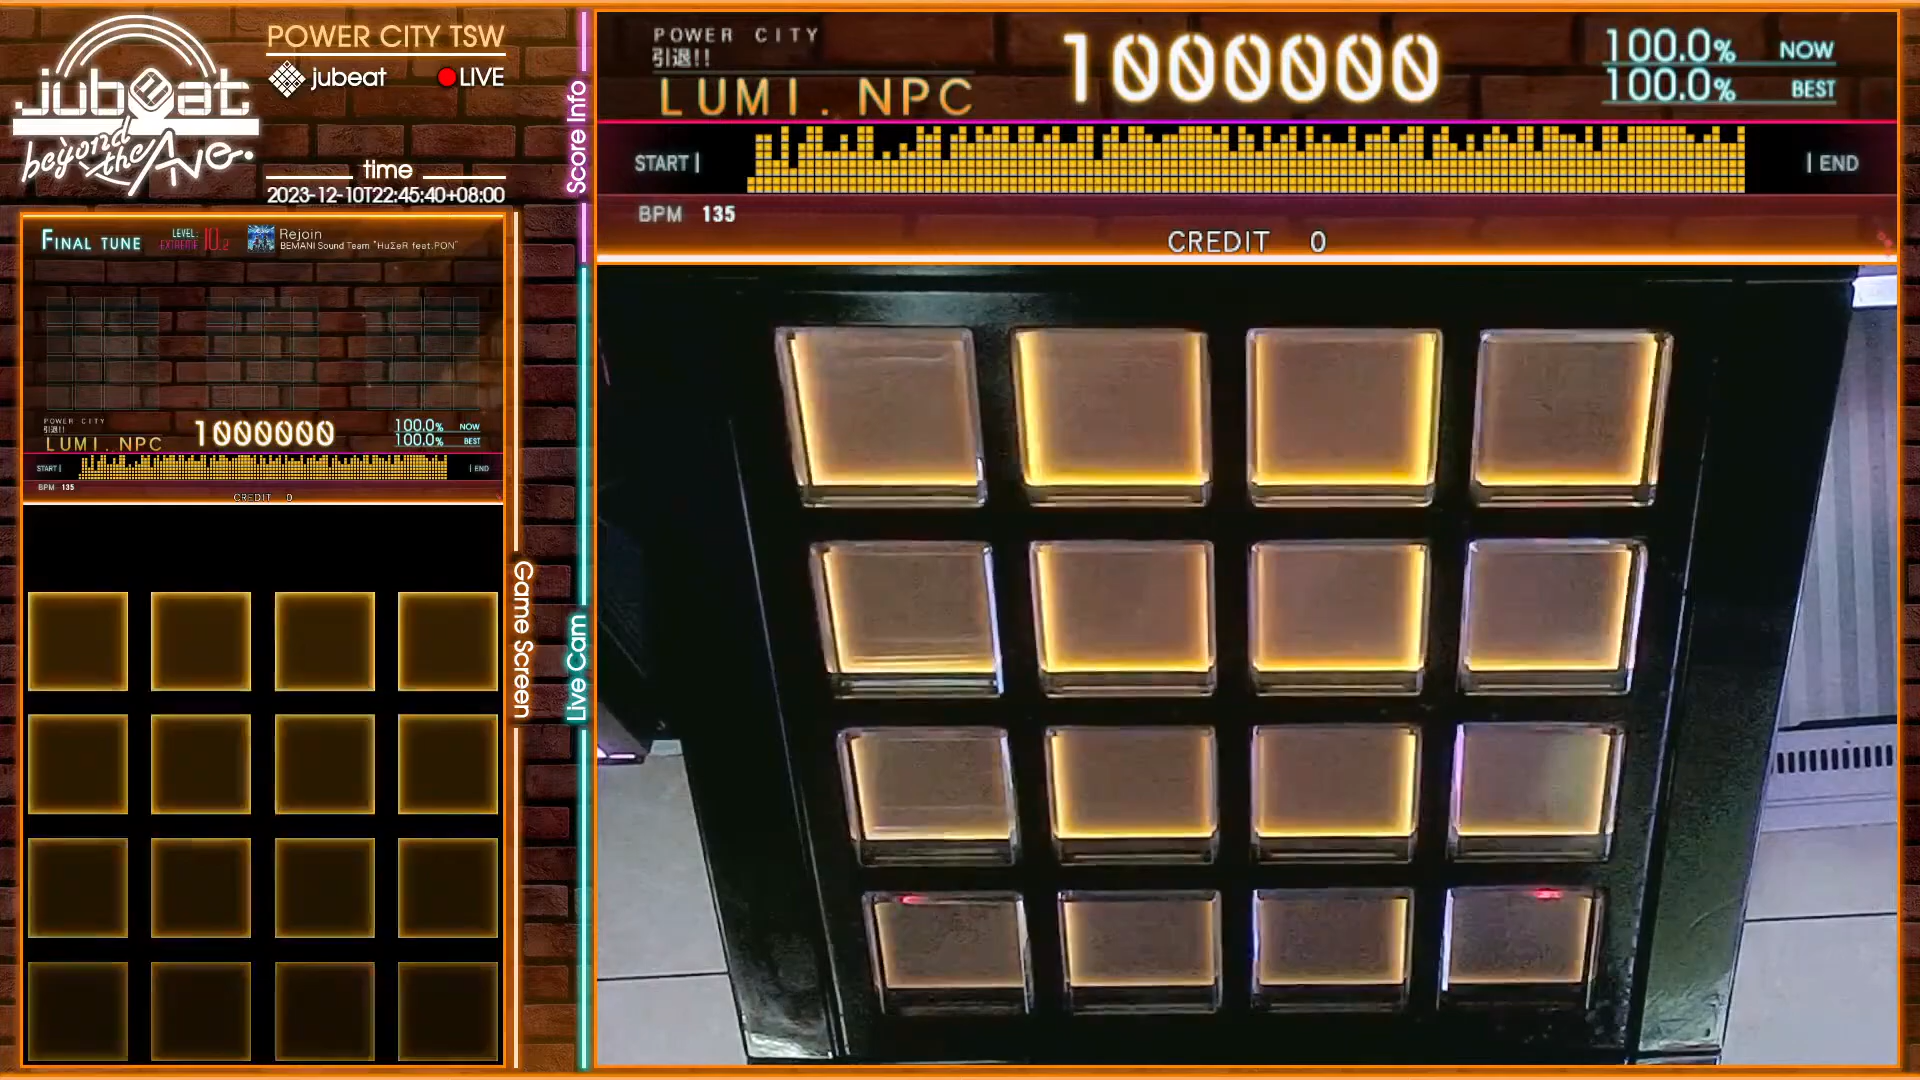 jubeat
beyond
the
Ave.
POWER CITY TSW
jubeat
LIVE
time
2023-12-10T22:45:40+08:00
FINAL TUNE
LEVEL:
EXTREME 10.2
Rejoin
BEMANI Sound Team "HuΣeR feat.PON"
POWER CITY
引退!!
LUMI.NPC
1000000
100.0% NOW
100.0% BEST
START |
| END
BPM 135
CREDIT 0
Game Screen
Score Info
Live Cam
POWER CITY
引退!!
LUMI.NPC
1000000
100.0% NOW
100.0% BEST
START |
| END
BPM 135
CREDIT 0